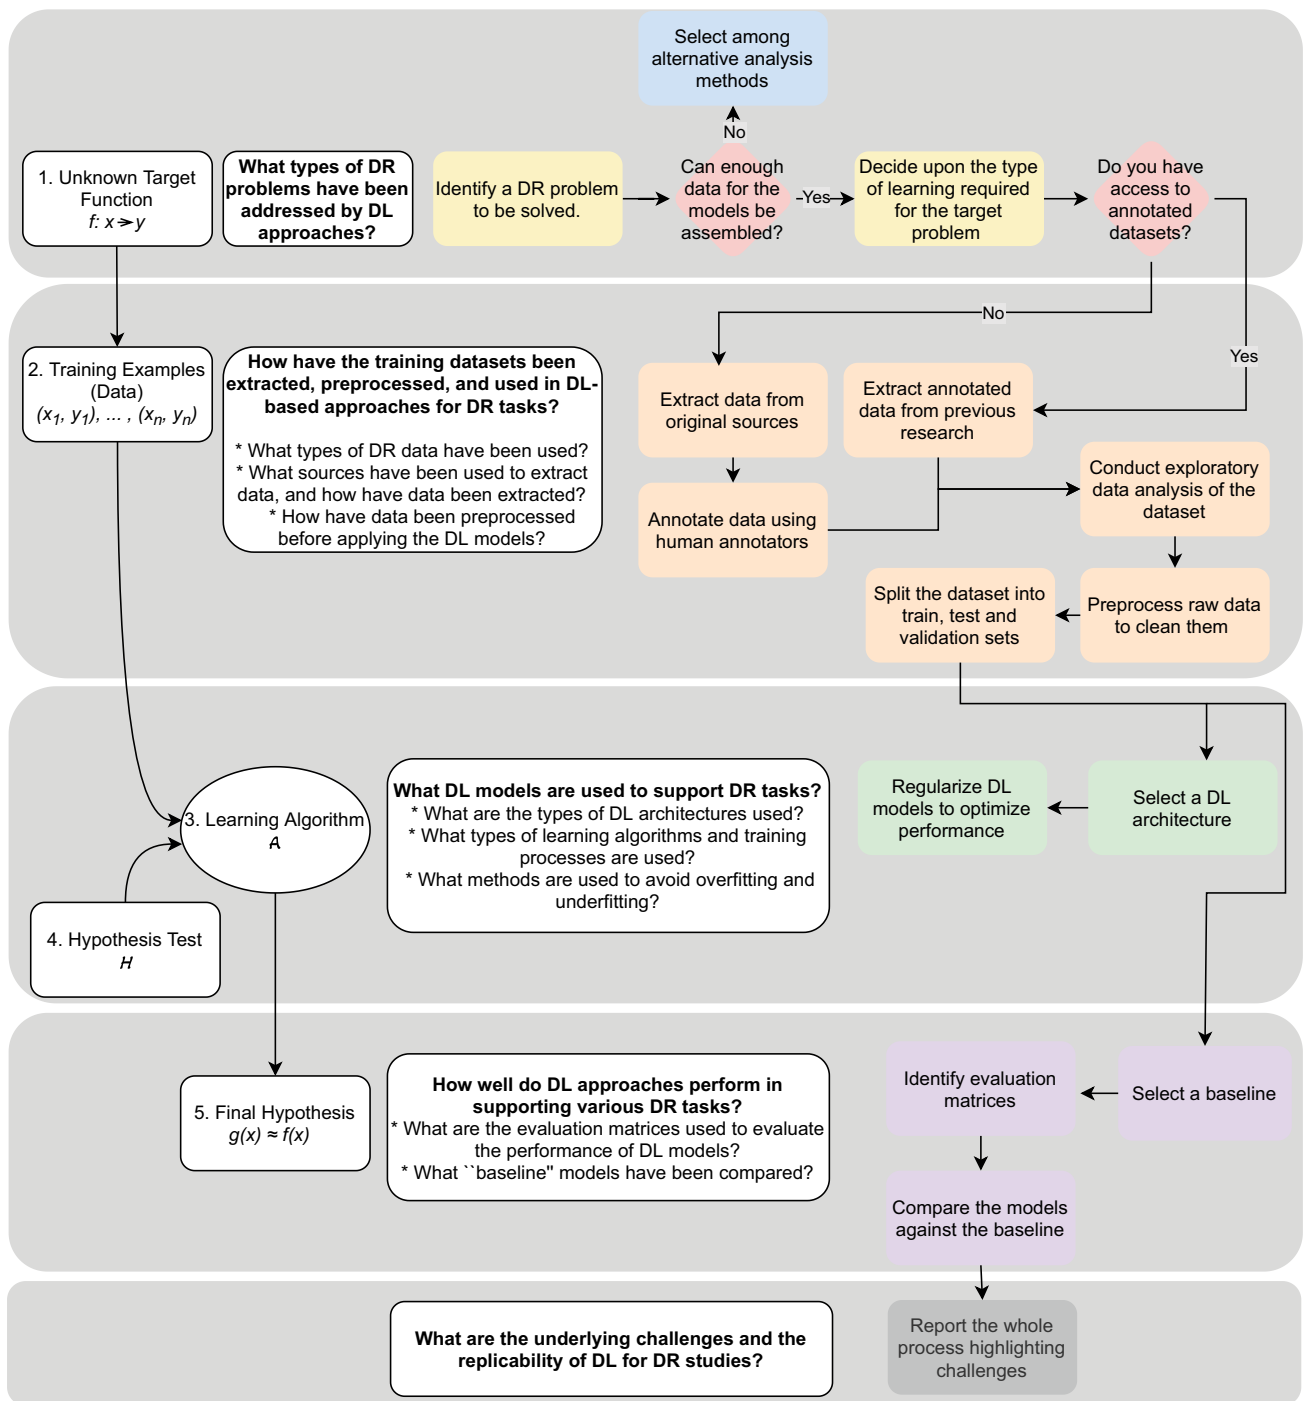 Select among
alternative analysis
methods
No
1. Unknown Target
Function
f: x➛y
What types of DR
problems have been
addressed by DL
approaches?
Identify a DR problem
to be solved.
Can enough
data for the
models be
assembled?
Yes
Decide upon the type
of learning required
for the target
problem
Do you have
access to
annotated
datasets?
No
Yes
2. Training Examples
(Data)
(x1, y1), ... , (xn, yn)
How have the training datasets been
extracted, preprocessed, and used in DL-
based approaches for DR tasks?
* What types of DR data have been used?
* What sources have been used to extract
data, and how have data been extracted?
* How have data been preprocessed
before applying the DL models?
Extract data from
original sources
Extract annotated
data from previous
research
Annotate data using
human annotators
Conduct exploratory
data analysis of the
dataset
Split the dataset into
train, test and
validation sets
Preprocess raw data
to clean them
3. Learning Algorithm
A
4. Hypothesis Test
H
What DL models are used to support DR tasks?
* What are the types of DL architectures used?
* What types of learning algorithms and training
processes are used?
* What methods are used to avoid overfitting and
underfitting?
Regularize DL
models to optimize
performance
Select a DL
architecture
5. Final Hypothesis
g(x) ≈ f(x)
How well do DL approaches perform in
supporting various DR tasks?
* What are the evaluation matrices used to evaluate
the performance of DL models?
* What ``baseline" models have been compared?
Identify evaluation
matrices
Select a baseline
Compare the models
against the baseline
What are the underlying challenges and the
replicability of DL for DR studies?
Report the whole
process highlighting
challenges